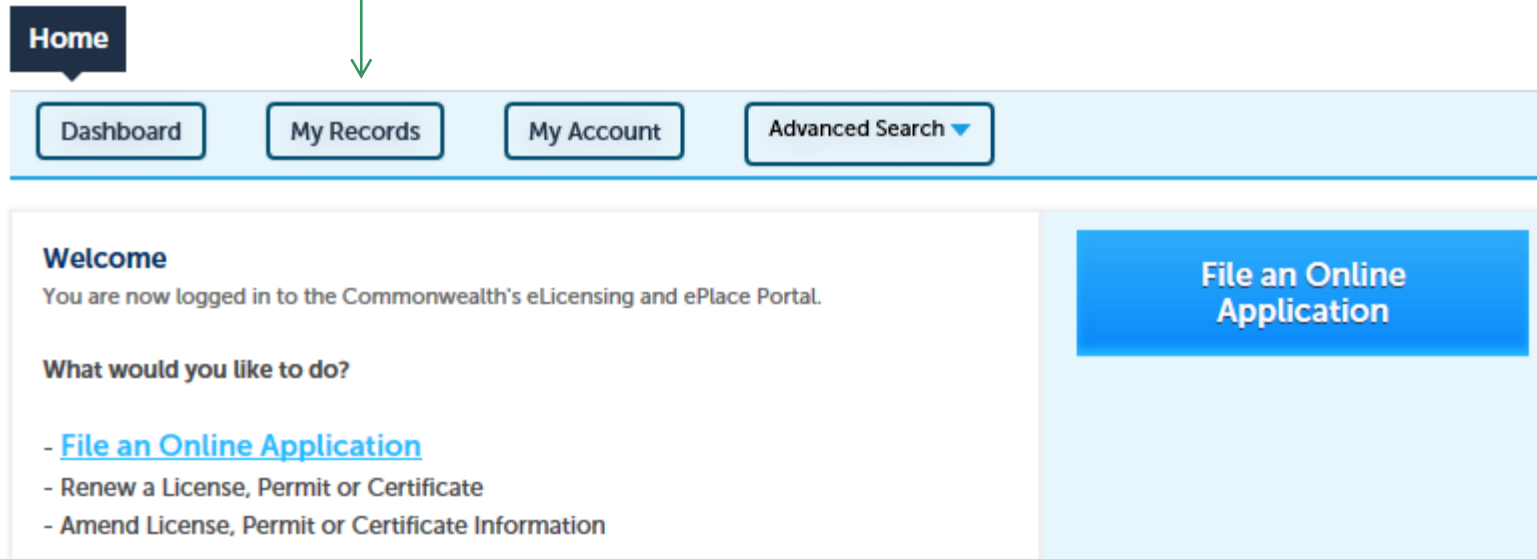 Home
Dashboard My Records My Account Advanced Search
Welcome
You are now logged in to the Commonwealth's eLicensing and ePlace Portal.
What would you like to do?
- File an Online Application
- Renew a License, Permit or Certificate
- Amend License, Permit or Certificate Information
File an Online
Application